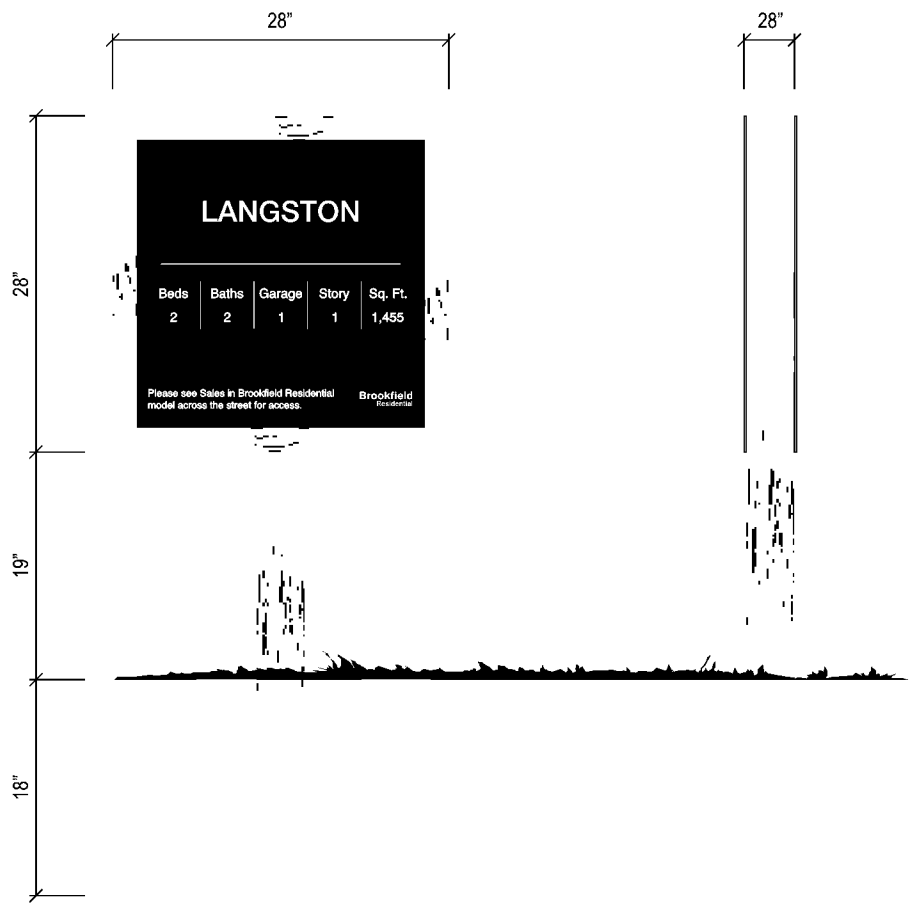 28”
28”
28”
LANGSTON
Beds Baths Garage Story Sq. Ft.
2 2 1 1 1,455
Please see Sales in Brookfield Residential
model across the street for access.
Brookfield
Residential
19”
18”